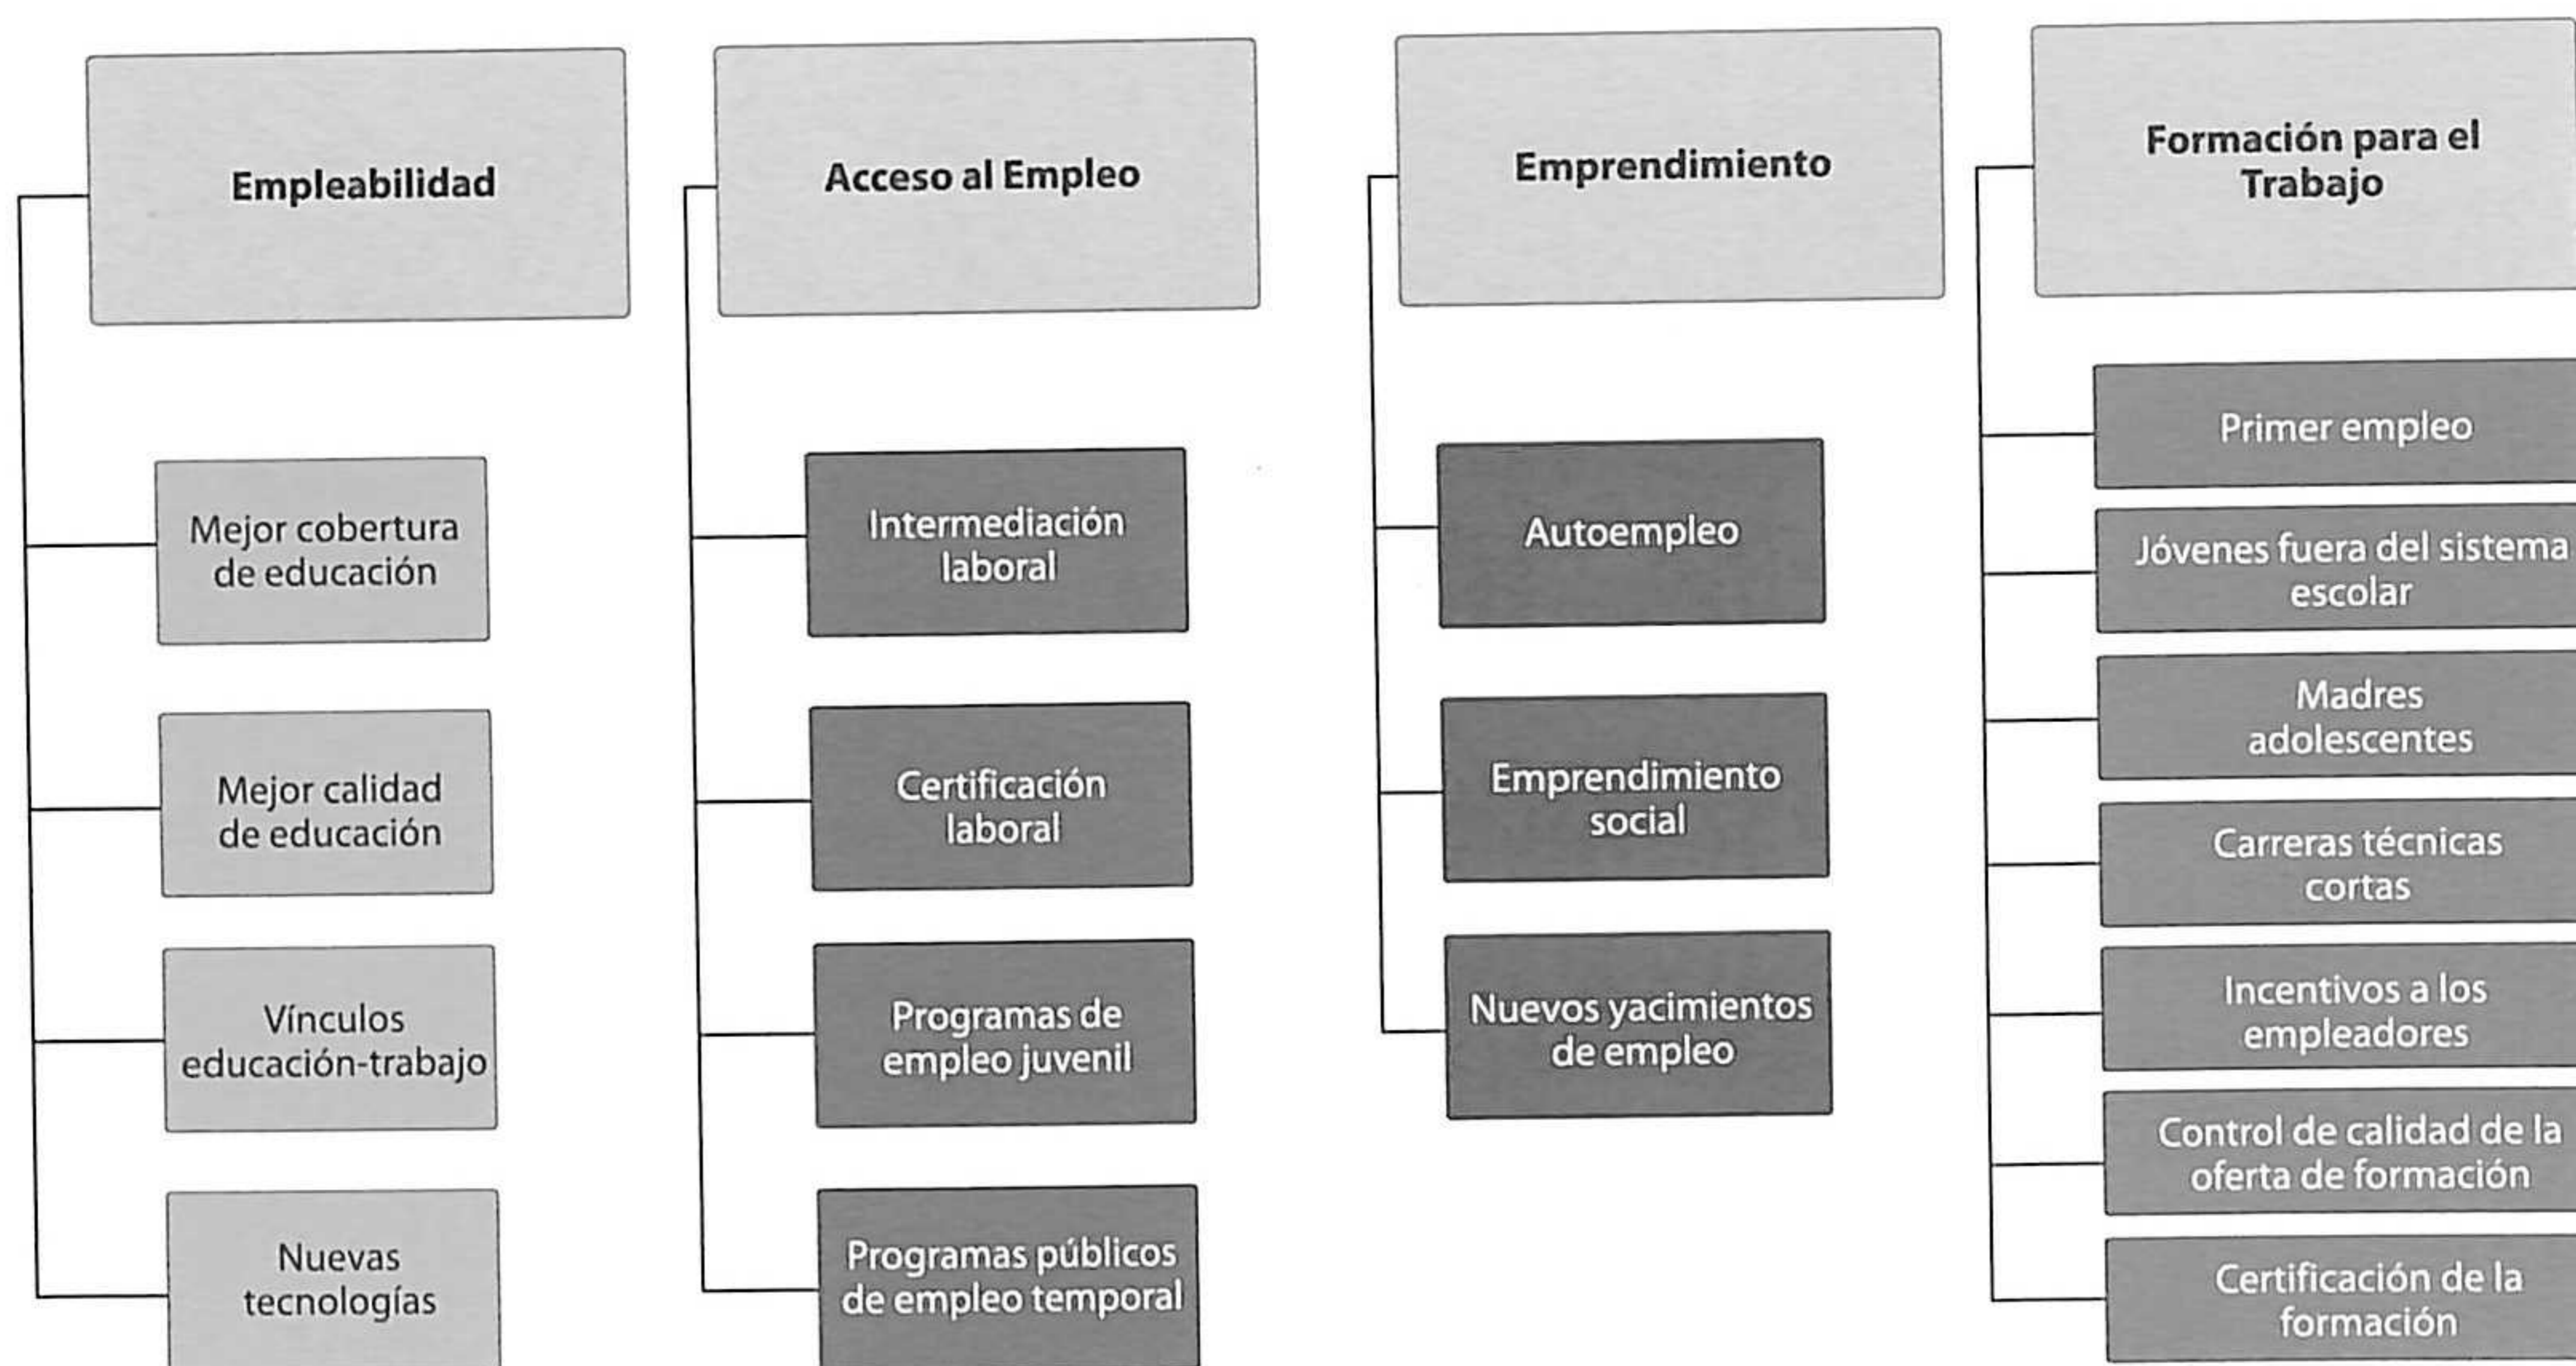 Empleabilidad
Mejor cobertura
de educación
Mejor calidad
de educación
Vínculos
educación-trabajo
Nuevas
tecnologías
Acceso al Empleo
Intermediación
laboral
Certificación
laboral
Programas de
empleo juvenil
Programas públicos
de empleo temporal
Emprendimiento
Autoempleo
Emprendimiento
social
Nuevos yacimientos
de empleo
Formación para el
Trabajo
Primer empleo
Jóvenes fuera del sistema
escolar
Madres
adolescentes
Carreras técnicas
cortas
Incentivos a los
empleadores
Control de calidad de la
oferta de formación
Certificación de la
formación